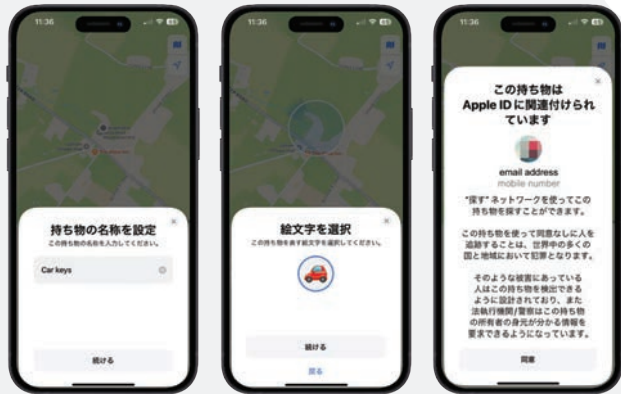 11:36
持ち物の名称を設定
この持ち物の名称を入力してください。
Car keys
続ける
11:36
絵文字を選択
この持ち物を表す絵文字を選択してください。
続ける
戻る
11:36
この持ち物は
Apple IDに関連付けられ
ています
email address
mobile number
"探す"ネットワークを使ってこの
持ち物を探すことができます。
この持ち物を使って同意なしに人を
追跡することは、世界中の多くの
国と地域において犯罪となります。
そのような被害にあっている
人はこの持ち物を検出できる
ように設計されており、また
法執行機関/警察はこの持ち物
の所有者の身元が分かる情報を
要求できるようになっています。
同意